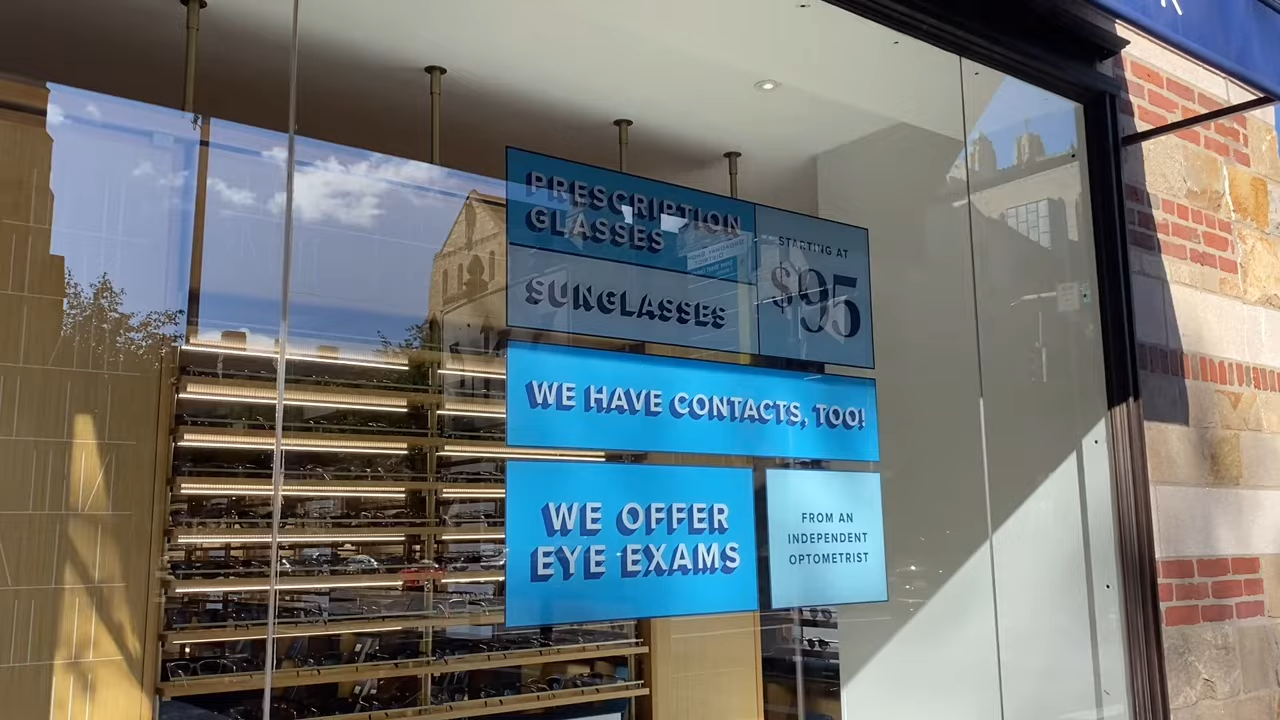 PRESCRIPTION
GLASSES
SUNGLASSES
STARTING AT
$95
WE HAVE CONTACTS, TOO!
WE OFFER
EYE EXAMS
FROM AN
INDEPENDENT
OPTOMETRIST